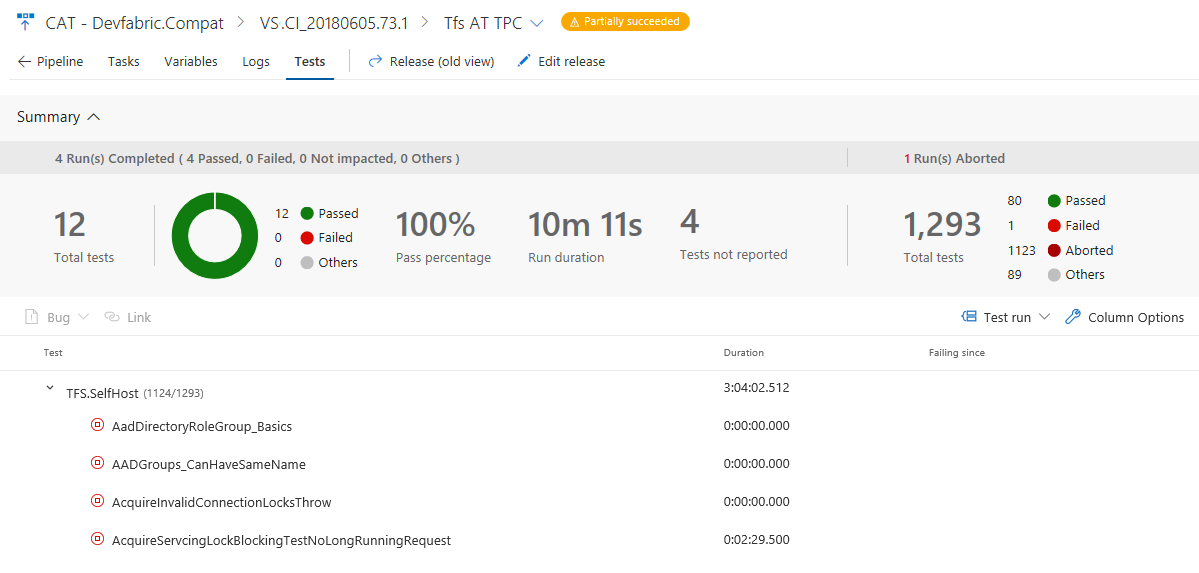 CAT - Devfabric.Compat > VS.CI_20180605.73.1 > Tfs AT TPC Partially succeeded
Pipeline Tasks Variables Logs Tests Release (old view) Edit release
Summary
4 Run(s) Completed ( 4 Passed, 0 Failed, 0 Not impacted, 0 Others ) 1 Run(s) Aborted
12
Total tests
12 Passed
0 Failed
0 Others
100%
Pass percentage
10m 11s
Run duration
4
Tests not reported
1,293
Total tests
80 Passed
1 Failed
1123 Aborted
89 Others
Bug Link Test run Column Options
Test Duration Failing since
TFS.SelfHost (1124/1293) 3:04:02.512
AadDirectoryRoleGroup_Basics 0:00:00.000
AADGroups_CanHaveSameName 0:00:00.000
AcquireInvalidConnectionLocksThrow 0:00:00.000
AcquireServcingLockBlockingTestNoLongRunningRequest 0:02:29.500